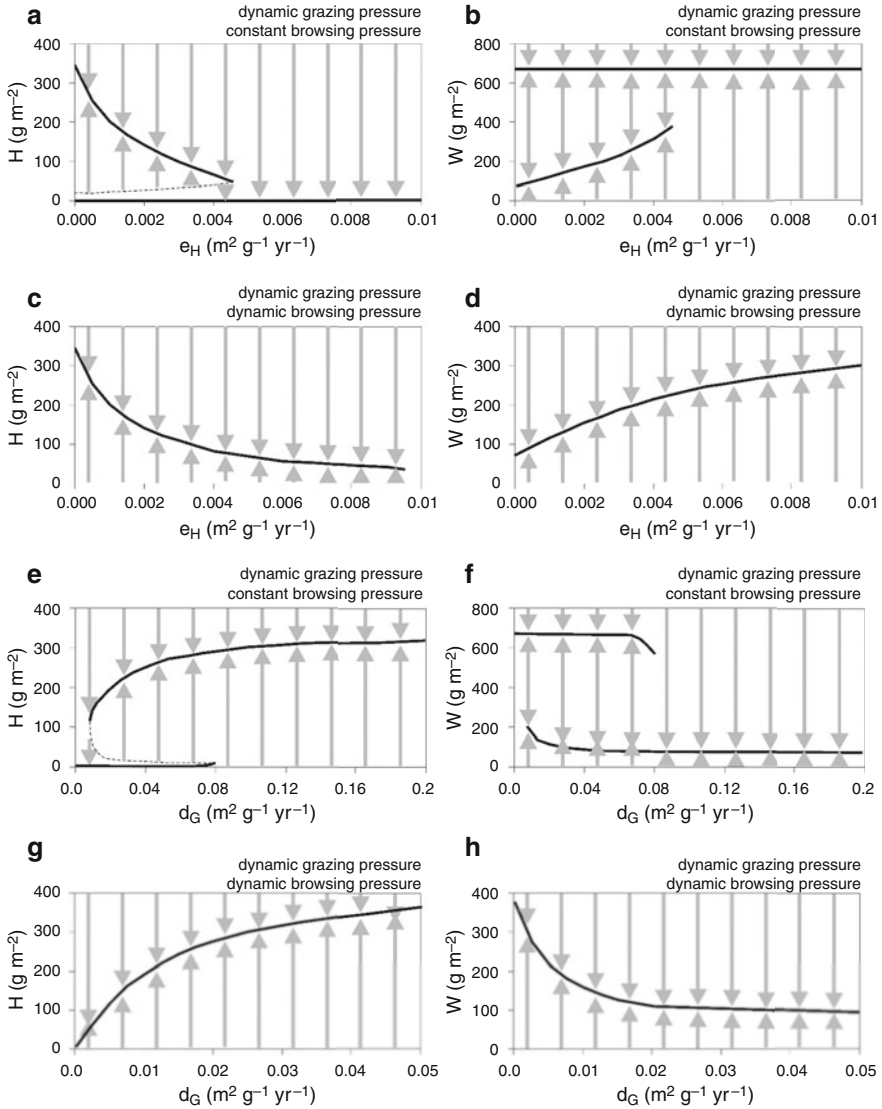 a
dynamic grazing pressure
constant browsing pressure
H (g m⁻²)
400
300
200
100
0
0.000 0.002 0.004 0.006 0.008 0.01
e_H (m² g⁻¹ yr⁻¹)
b
dynamic grazing pressure
constant browsing pressure
W (g m⁻²)
800
600
400
200
0
0.000 0.002 0.004 0.006 0.008 0.01
e_H (m² g⁻¹ yr⁻¹)
c
dynamic grazing pressure
dynamic browsing pressure
H (g m⁻²)
400
300
200
100
0
0.000 0.002 0.004 0.006 0.008 0.01
e_H (m² g⁻¹ yr⁻¹)
d
dynamic grazing pressure
dynamic browsing pressure
W (g m⁻²)
400
300
200
100
0
0.000 0.002 0.004 0.006 0.008 0.01
e_H (m² g⁻¹ yr⁻¹)
e
dynamic grazing pressure
constant browsing pressure
H (g m⁻²)
400
300
200
100
0
0.0 0.04 0.08 0.12 0.16 0.2
d_G (m² g⁻¹ yr⁻¹)
f
dynamic grazing pressure
constant browsing pressure
W (g m⁻²)
800
600
400
200
0
0.0 0.04 0.08 0.12 0.16 0.2
d_G (m² g⁻¹ yr⁻¹)
g
dynamic grazing pressure
dynamic browsing pressure
H (g m⁻²)
400
300
200
100
0
0.0 0.01 0.02 0.03 0.04 0.05
d_G (m² g⁻¹ yr⁻¹)
h
dynamic grazing pressure
dynamic browsing pressure
W (g m⁻²)
400
300
200
100
0
0.0 0.01 0.02 0.03 0.04 0.05
d_G (m² g⁻¹ yr⁻¹)